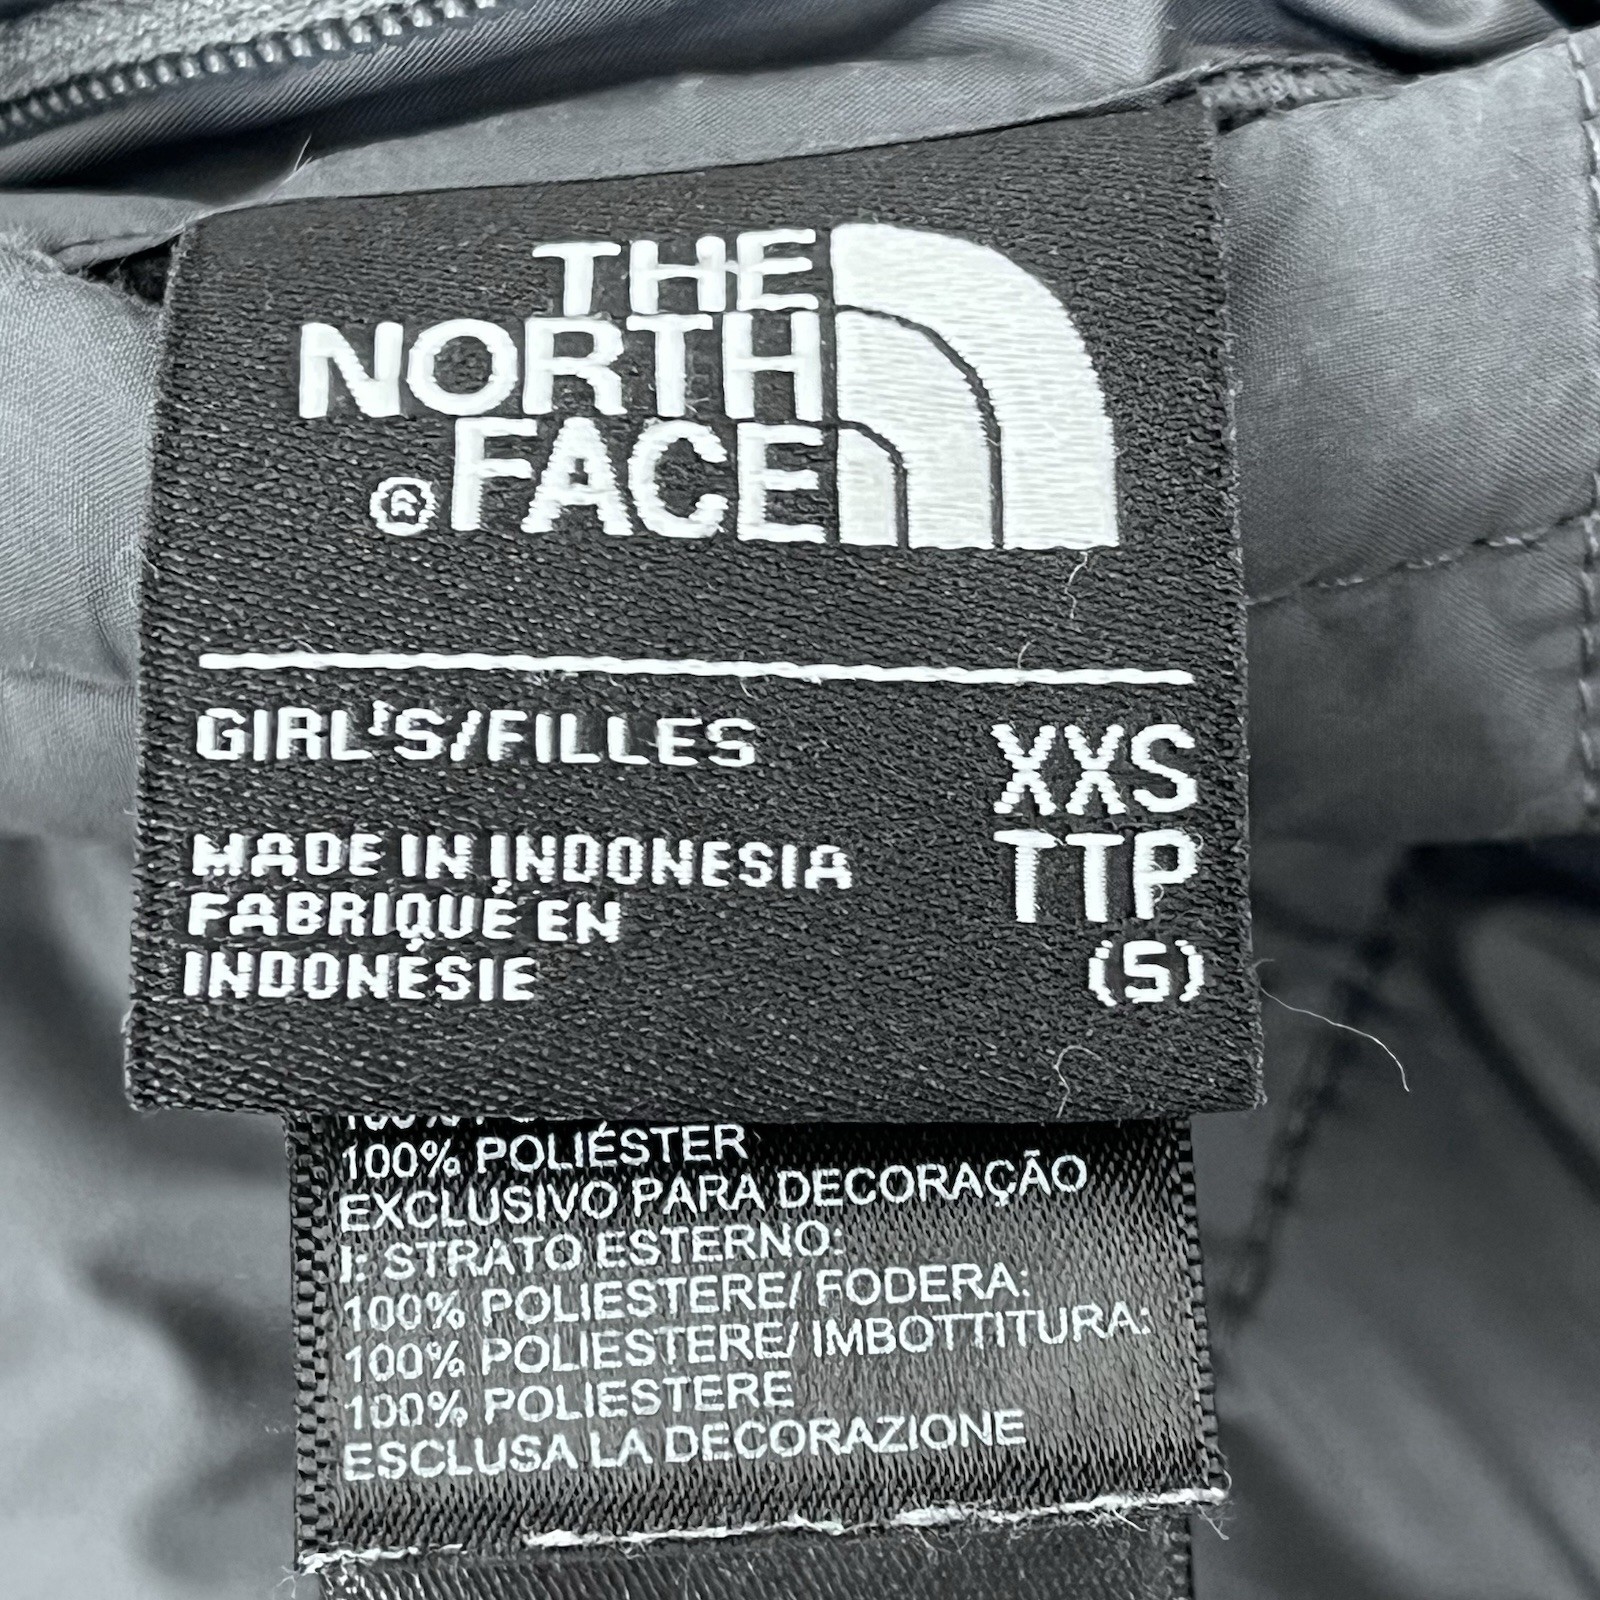 THE
NORTH
® FACE
GIRL'S/FILLES
XXS
TTP
(5)
MADE IN INDONESIA
FABRIQUÉ EN
INDONÉSIE
100% POLIÉSTER
EXCLUSIVO PARA DECORAÇÃO
I: STRATO ESTERNO:
100% POLIESTERE/ FODERA:
100% POLIESTERE/ IMBOTTITURA:
100% POLIESTERE
ESCLUSA LA DECORAZIONE